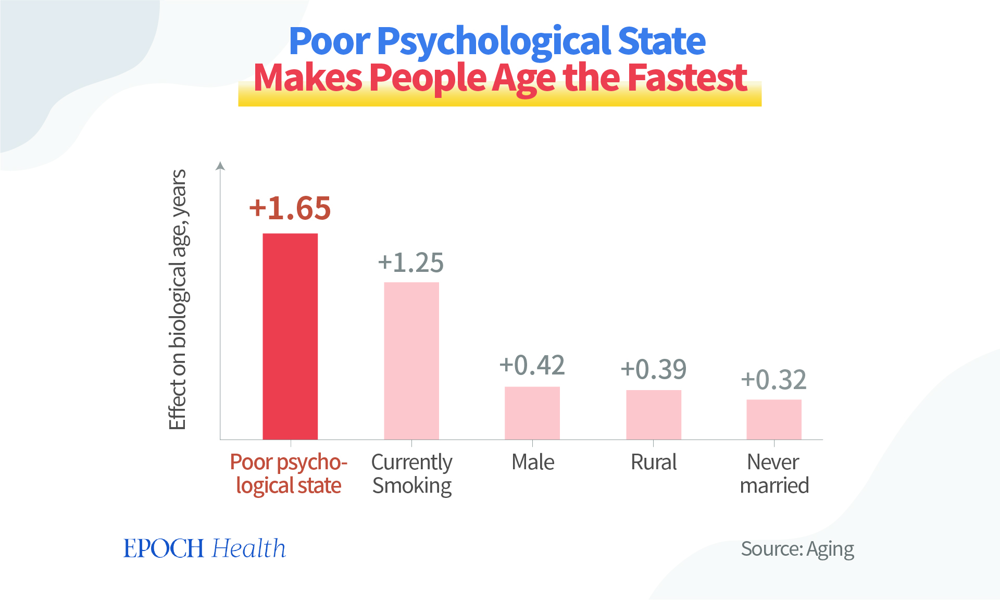 Poor Psychological State
Makes People Age the Fastest
Effect on biological age, years
+1.65
+1.25
+0.42
+0.39
+0.32
Poor psycho-
logical state
Currently
Smoking
Male
Rural
Never
married
EPOCH Health
Source: Aging